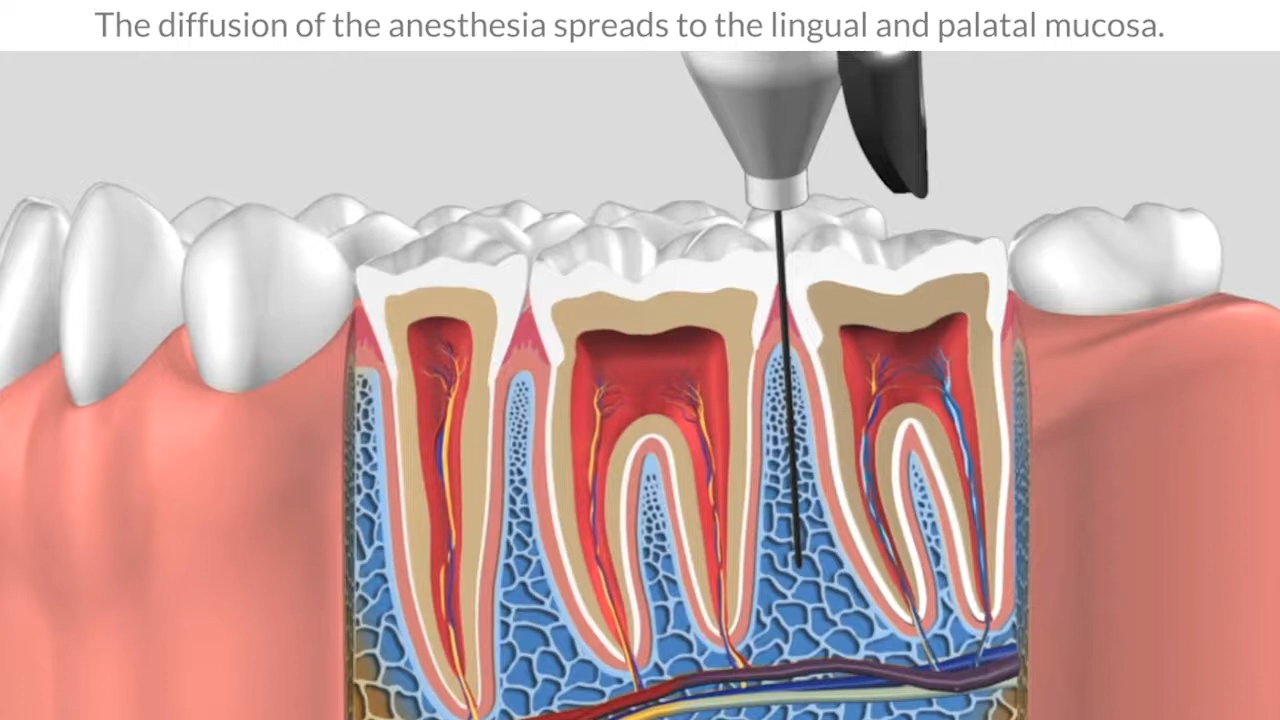 The diffusion of the anesthesia spreads to the lingual and palatal mucosa.